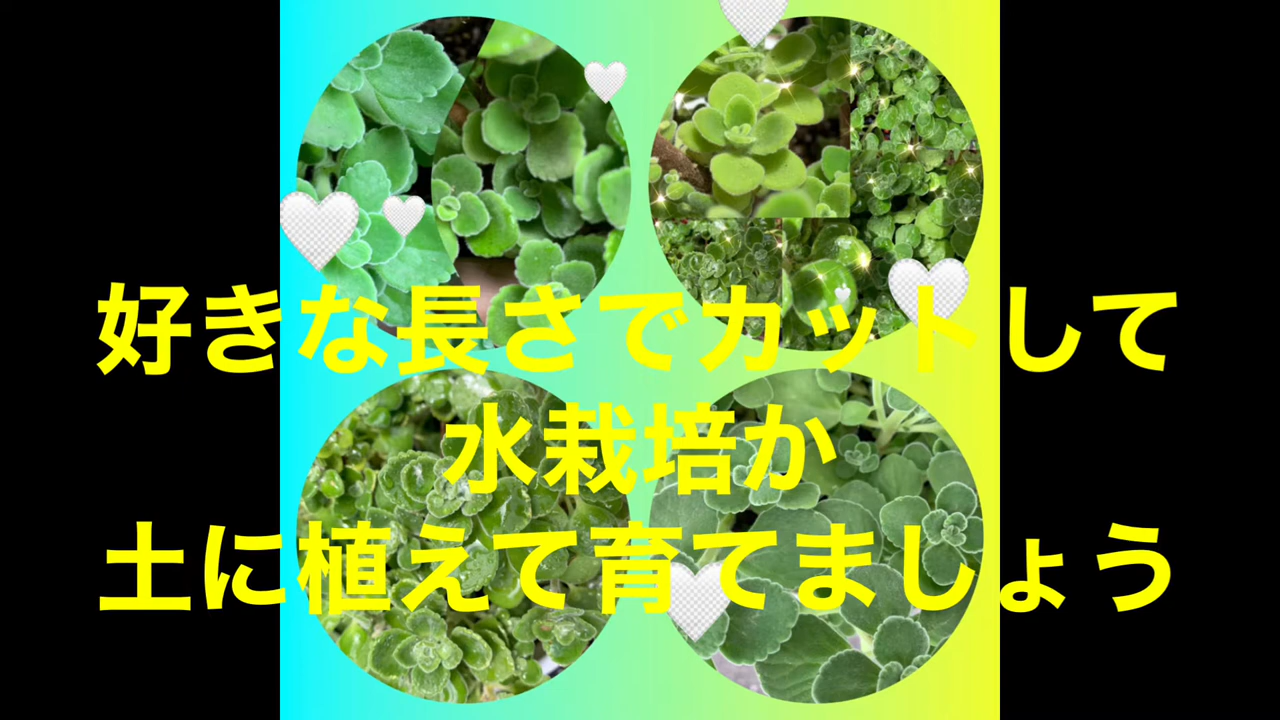 好きな長さでカットして
水栽培か
土に植えて育てましょう